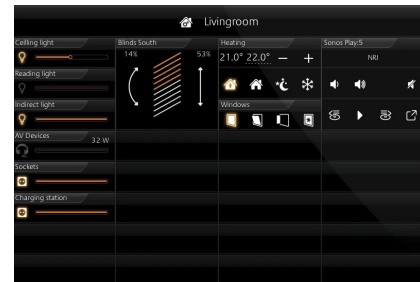 Livingroom
Ceilling light
Blinds South
Heating
Sonos Play:5
14%
53%
21.0° 22.0° – +
NRJ
Reading light
Indirect light
Windows
AV Devices
32 W
Sockets
Charging station